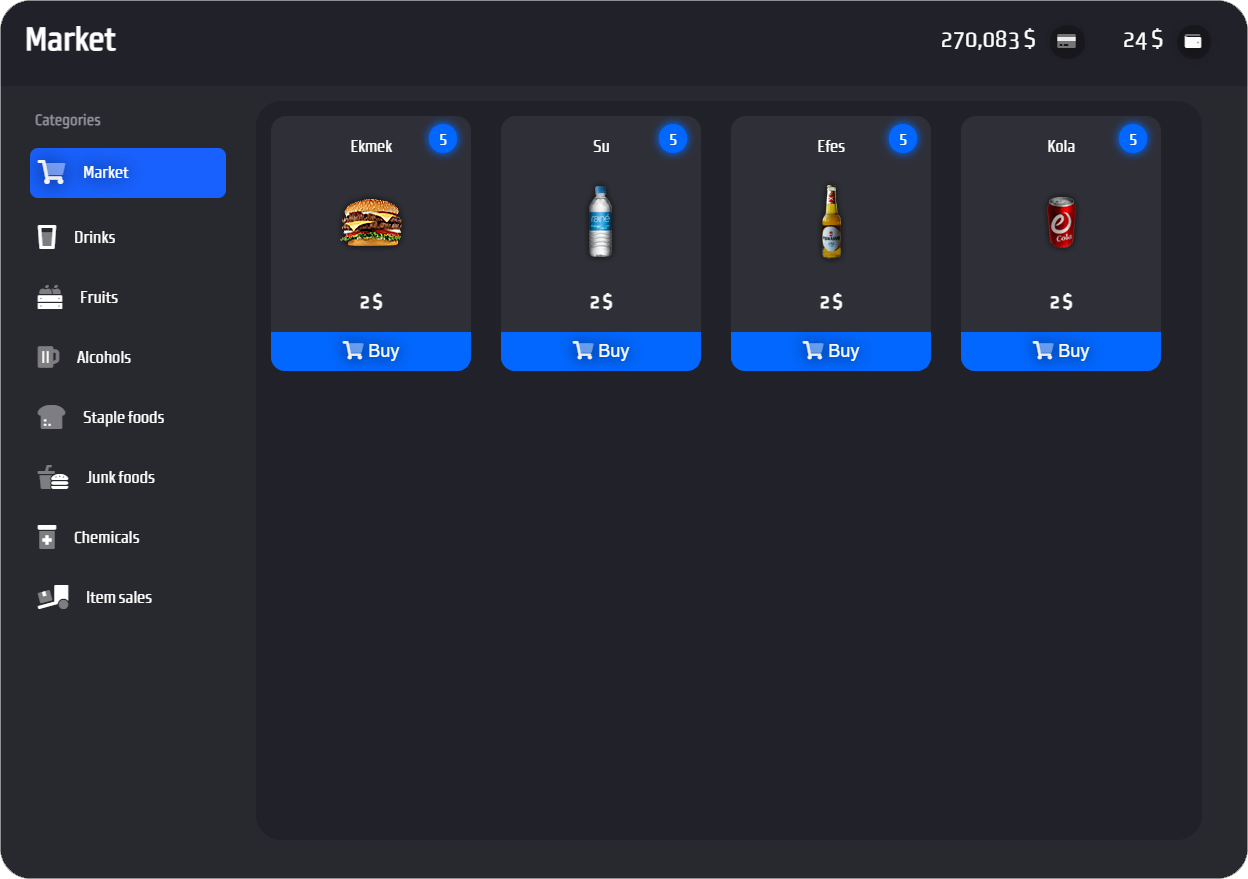 Market
270,083 $
24 $
Categories
Market
Drinks
Fruits
Alcohols
Staple foods
Junk foods
Chemicals
Item sales
Ekmek
5
2 $
Buy
Su
5
2 $
Buy
Efes
5
2 $
Buy
Kola
5
Cola
2 $
Buy